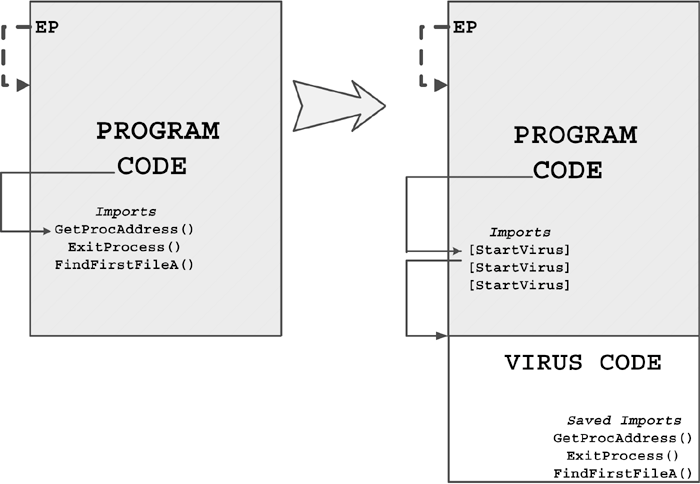 EP
PROGRAM
CODE
Imports
GetProcAddress()
ExitProcess()
FindFirstFileA()
EP
PROGRAM
CODE
Imports
[StartVirus]
[StartVirus]
[StartVirus]
VIRUS CODE
Saved Imports
GetProcAddress()
ExitProcess()
FindFirstFileA()